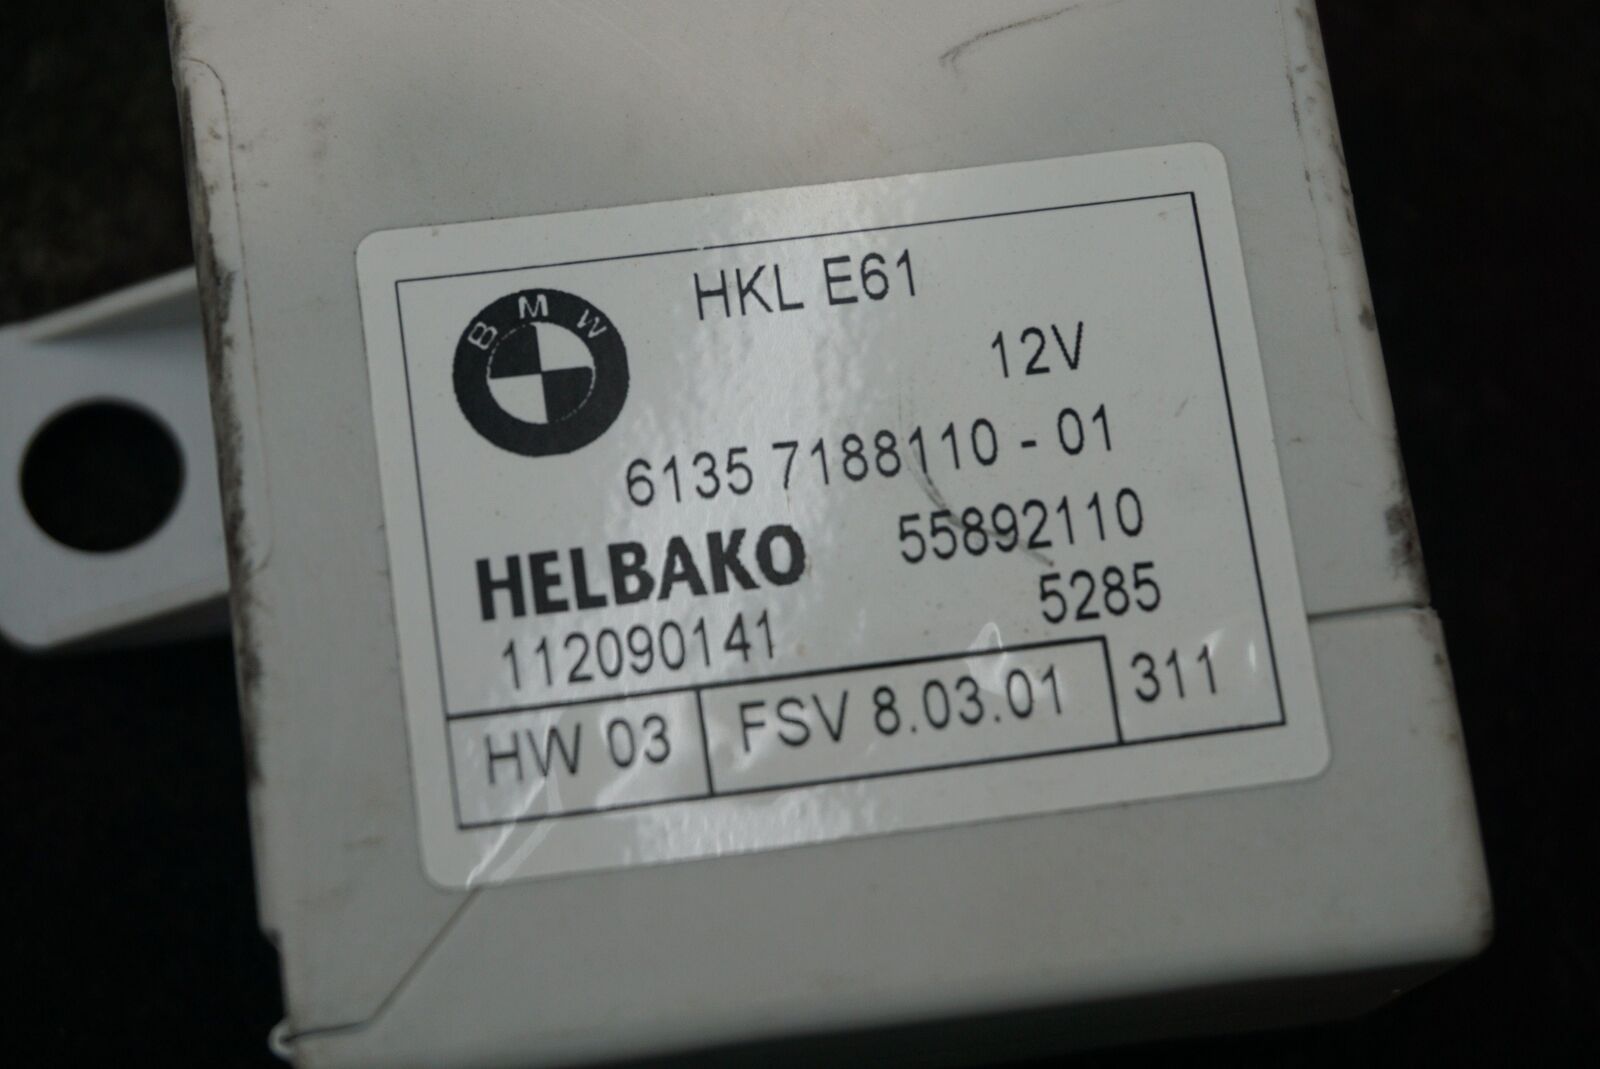 BMW
HKL E61
12V
6135 7188110 - 01
HELBAKO 55892110
112090141 5285
HW 03 FSV 8.03.01 311